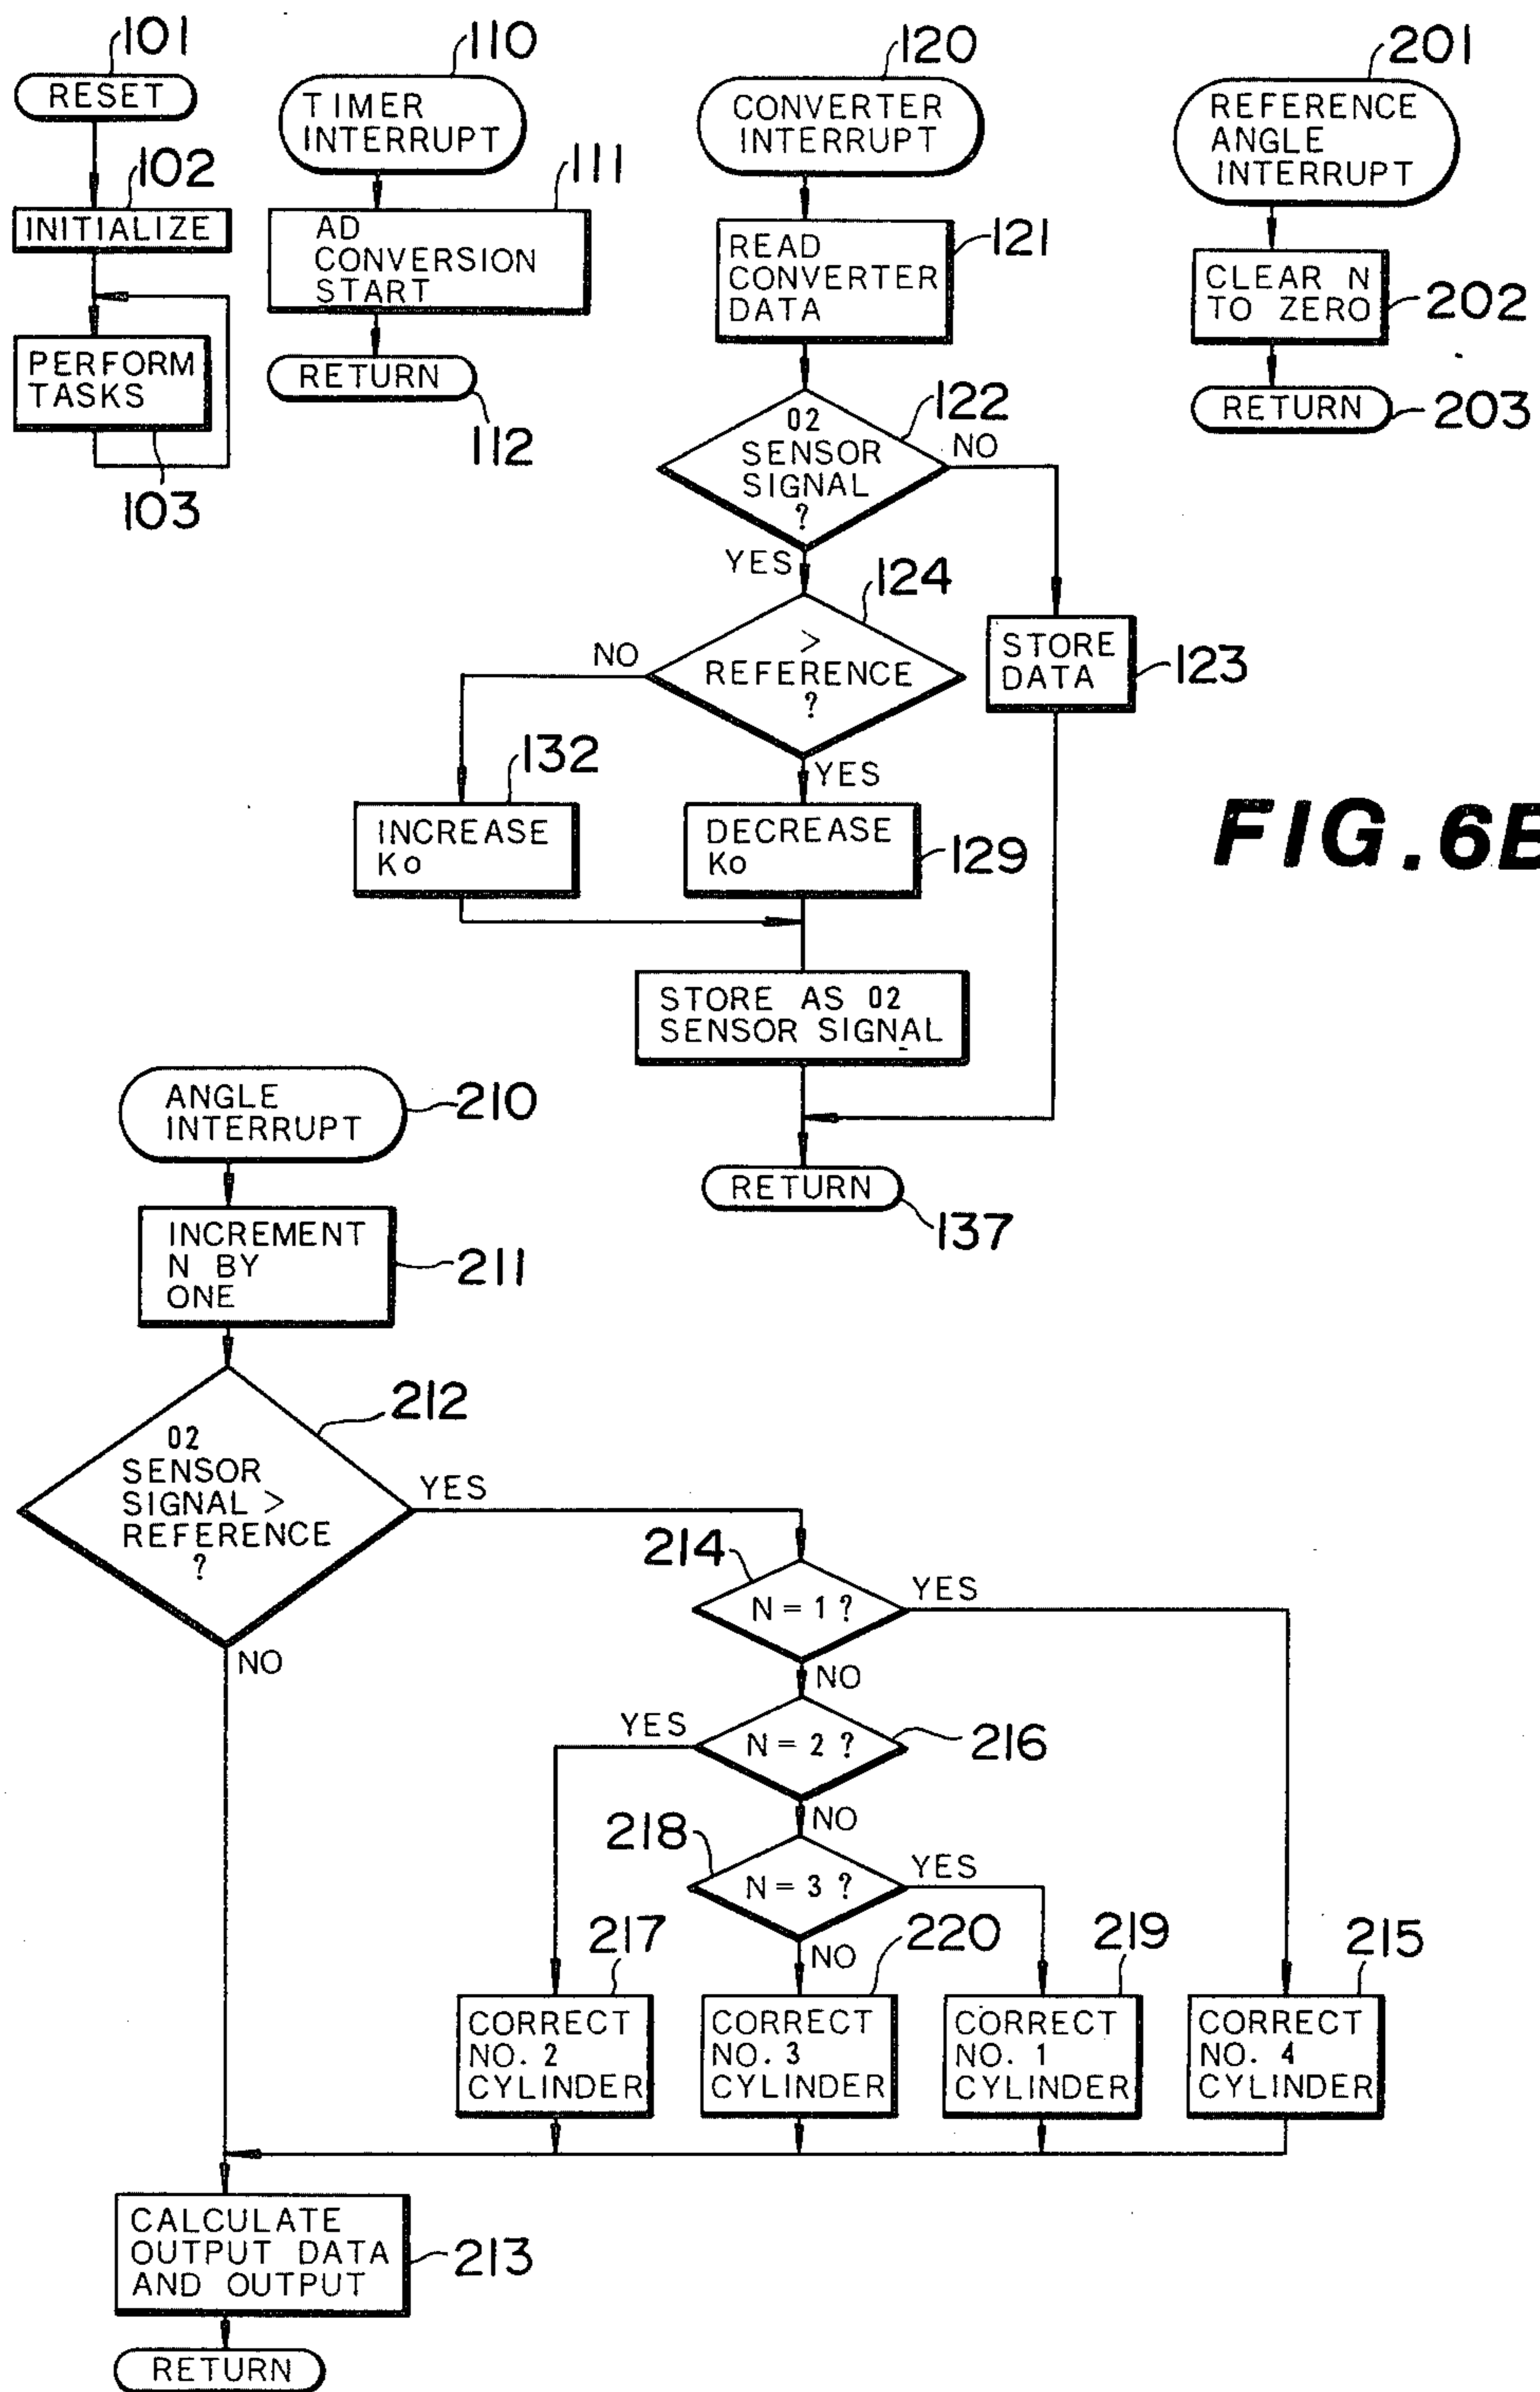 101
RESET
102
INITIALIZE
PERFORM
TASKS
103
110
TIMER
INTERRUPT
111
AD
CONVERSION
START
RETURN
112
120
CONVERTER
INTERRUPT
READ
CONVERTER
DATA
121
02
SENSOR
SIGNAL
?
122
NO
YES
124
>
REFERENCE
?
NO
YES
STORE
DATA
123
132
INCREASE
Ko
DECREASE
Ko
129
STORE AS 02
SENSOR SIGNAL
RETURN
137
201
REFERENCE
ANGLE
INTERRUPT
CLEAR N
TO ZERO
202
RETURN
203
FIG.6B
ANGLE
INTERRUPT
210
INCREMENT
N BY
ONE
211
212
02
SENSOR
SIGNAL >
REFERENCE
?
YES
NO
214
N = 1 ?
YES
NO
YES
N = 2 ?
216
NO
218
N = 3 ?
YES
NO
217
CORRECT
NO. 2
CYLINDER
220
CORRECT
NO. 3
CYLINDER
219
CORRECT
NO. 1
CYLINDER
215
CORRECT
NO. 4
CYLINDER
CALCULATE
OUTPUT DATA
AND OUTPUT
213
RETURN